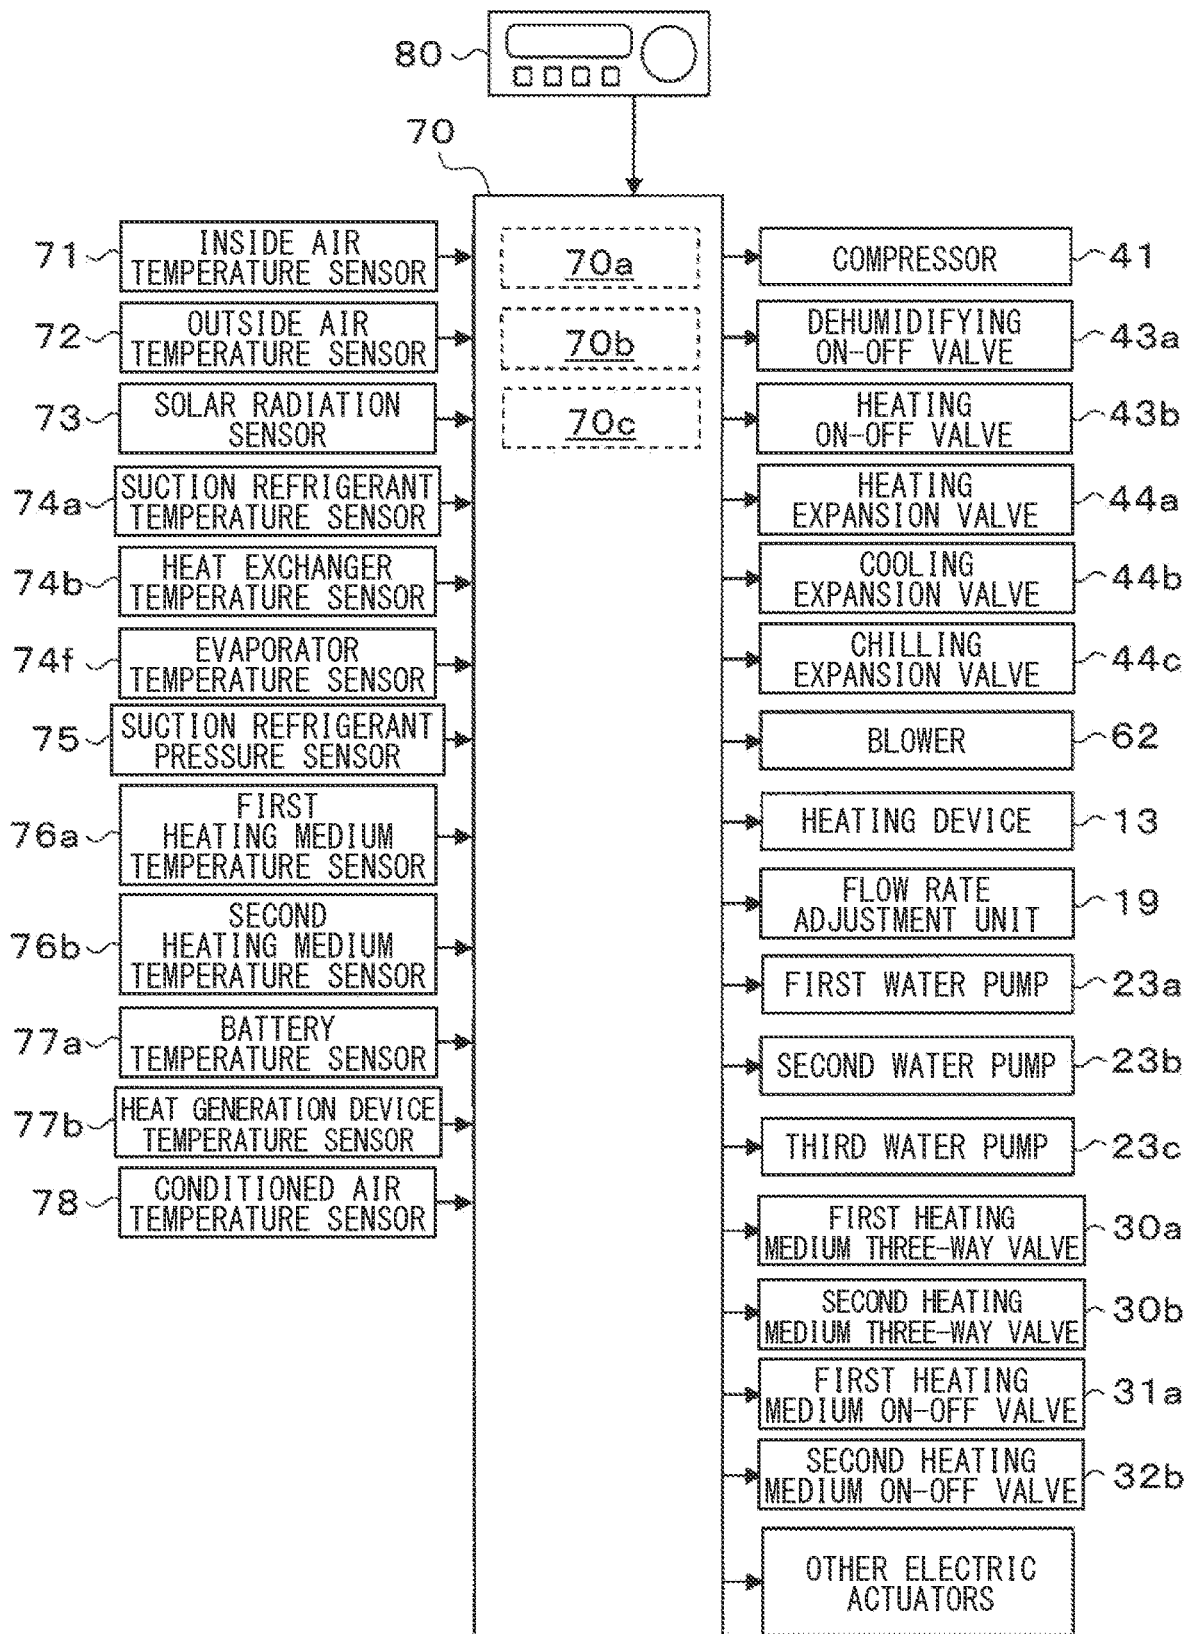 80
70
71
INSIDE AIR
TEMPERATURE SENSOR
72
OUTSIDE AIR
TEMPERATURE SENSOR
73
SOLAR RADIATION
SENSOR
74a
SUCTION REFRIGERANT
TEMPERATURE SENSOR
74b
HEAT EXCHANGER
TEMPERATURE SENSOR
74f
EVAPORATOR
TEMPERATURE SENSOR
75
SUCTION REFRIGERANT
PRESSURE SENSOR
76a
FIRST
HEATING MEDIUM
TEMPERATURE SENSOR
76b
SECOND
HEATING MEDIUM
TEMPERATURE SENSOR
77a
BATTERY
TEMPERATURE SENSOR
77b
HEAT GENERATION DEVICE
TEMPERATURE SENSOR
78
CONDITIONED AIR
TEMPERATURE SENSOR
70a
70b
70c
COMPRESSOR
41
DEHUMIDIFYING
ON-OFF VALVE
43a
HEATING
ON-OFF VALVE
43b
HEATING
EXPANSION VALVE
44a
COOLING
EXPANSION VALVE
44b
CHILLING
EXPANSION VALVE
44c
BLOWER
62
HEATING DEVICE
13
FLOW RATE
ADJUSTMENT UNIT
19
FIRST WATER PUMP
23a
SECOND WATER PUMP
23b
THIRD WATER PUMP
23c
FIRST HEATING
MEDIUM THREE-WAY VALVE
30a
SECOND HEATING
MEDIUM THREE-WAY VALVE
30b
FIRST HEATING
MEDIUM ON-OFF VALVE
31a
SECOND HEATING
MEDIUM ON-OFF VALVE
32b
OTHER ELECTRIC
ACTUATORS